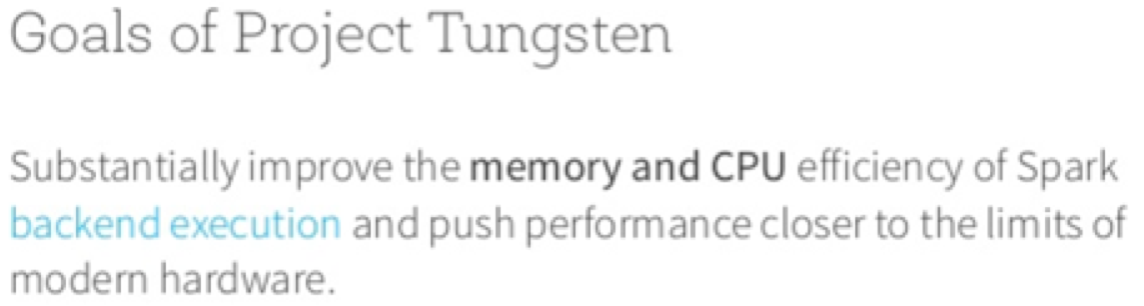 Goals of Project Tungsten
Substantially improve the memory and CPU efficiency of Spark
backend execution and push performance closer to the limits of
modern hardware.